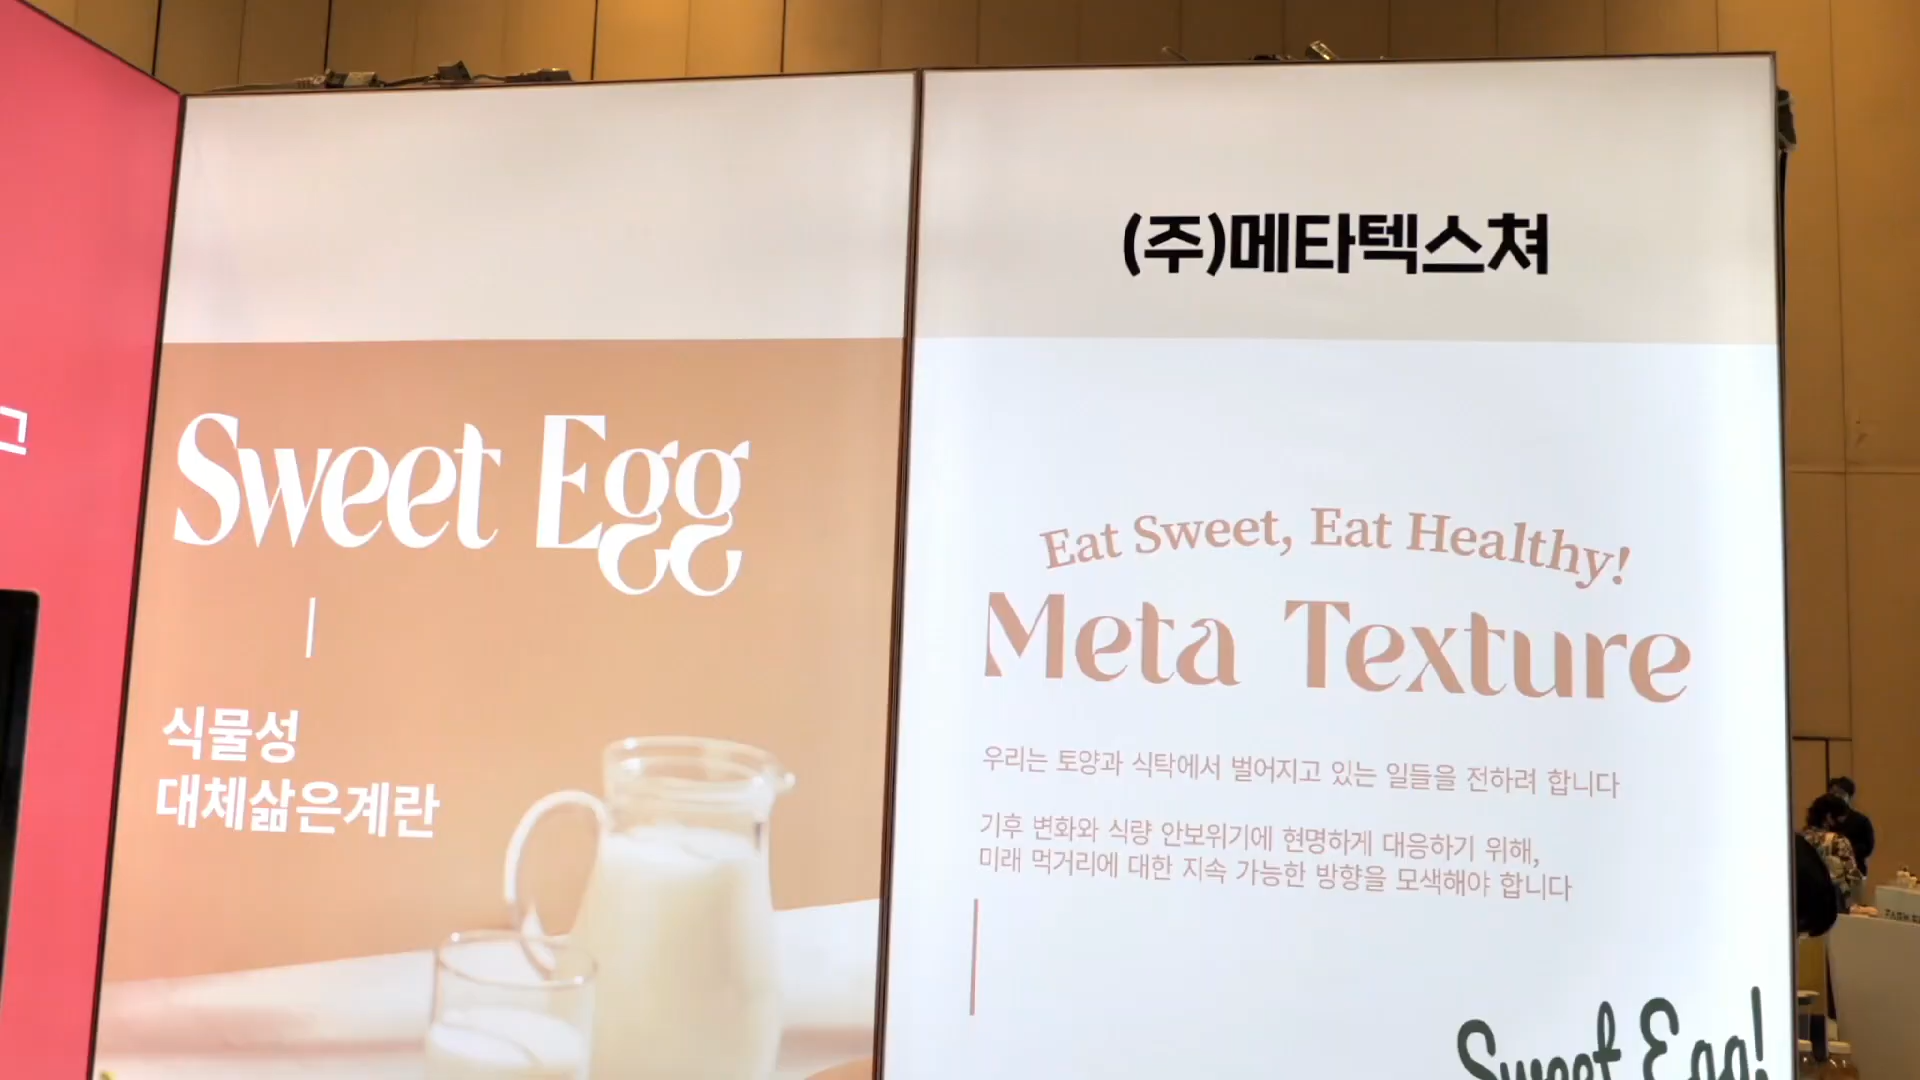 그
Sweet Egg
식물성
대체삶은계란
(주)메타텍스쳐
Eat Sweet, Eat Healthy!
Meta Texture
우리는 토양과 식탁에서 벌어지고 있는 일들을 전하려 합니다
기후 변화와 식량 안보위기에 현명하게 대응하기 위해,
미래 먹거리에 대한 지속 가능한 방향을 모색해야 합니다
Sweet Egg!